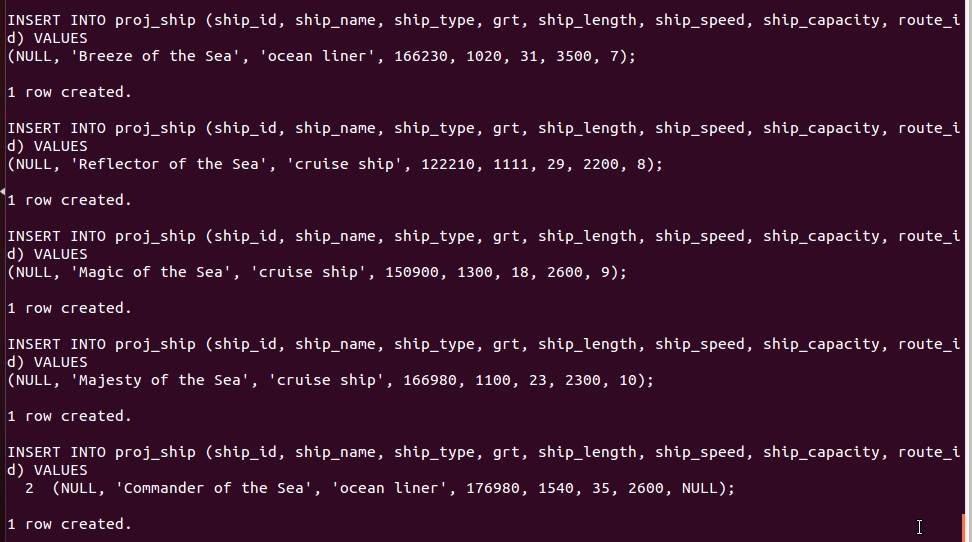 INSERT INTO proj_ship (ship_id, ship_name, ship_type, grt, ship_length, ship_speed, ship_capacity, route_i
d) VALUES
(NULL, 'Breeze of the Sea', 'ocean liner', 166230, 1020, 31, 3500, 7);
1 row created.
INSERT INTO proj_ship (ship_id, ship_name, ship_type, grt, ship_length, ship_speed, ship_capacity, route_i
d) VALUES
(NULL, 'Reflector of the Sea', 'cruise ship', 122210, 1111, 29, 2200, 8);
1 row created.
INSERT INTO proj_ship (ship_id, ship_name, ship_type, grt, ship_length, ship_speed, ship_capacity, route_i
d) VALUES
(NULL, 'Magic of the Sea', 'cruise ship', 150900, 1300, 18, 2600, 9);
1 row created.
INSERT INTO proj_ship (ship_id, ship_name, ship_type, grt, ship_length, ship_speed, ship_capacity, route_i
d) VALUES
(NULL, 'Majesty of the Sea', 'cruise ship', 166980, 1100, 23, 2300, 10);
1 row created.
INSERT INTO proj_ship (ship_id, ship_name, ship_type, grt, ship_length, ship_speed, ship_capacity, route_i
d) VALUES
  2  (NULL, 'Commander of the Sea', 'ocean liner', 176980, 1540, 35, 2600, NULL);
1 row created.